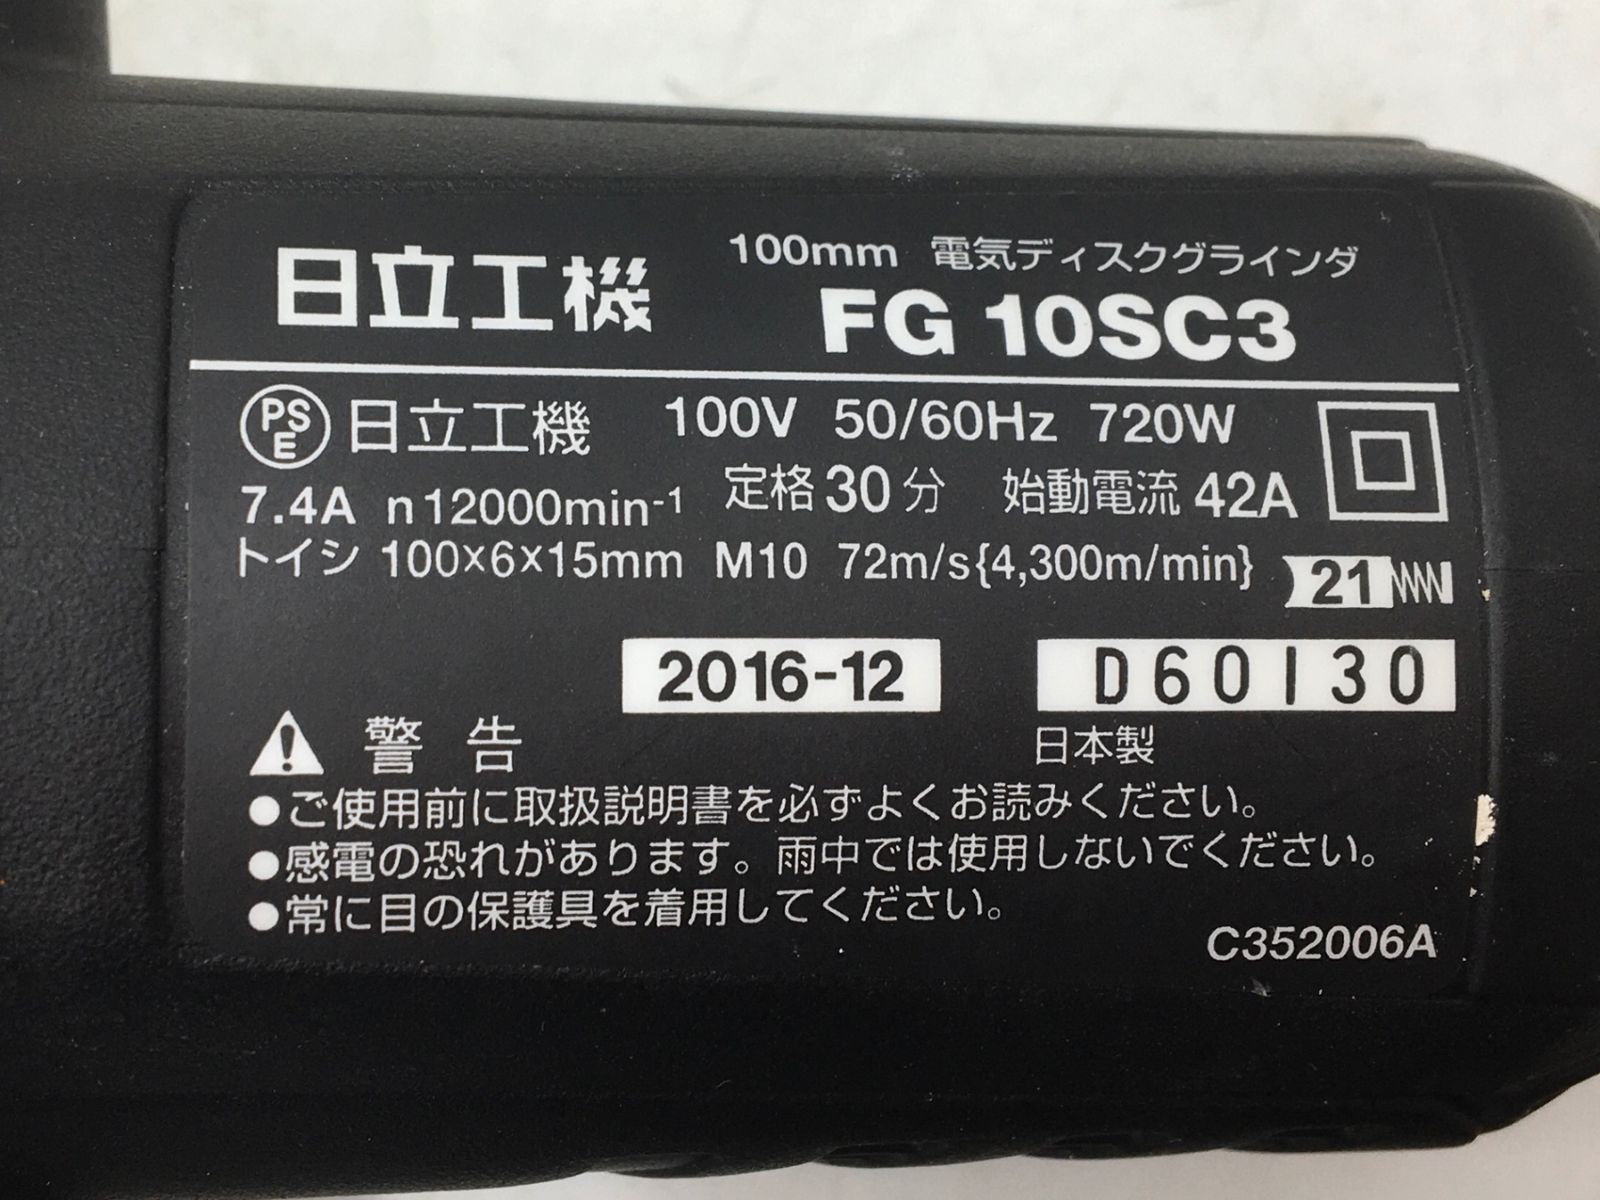 日立工機 100mm 電気ディスクグラインダ
FG 10SC3
PSE 日立工機 100V 50/60Hz 720W
7.4A n12000min-1 定格30分 始動電流42A
トイシ 100×6×15mm M10 72m/s{4,300m/min} 21
2016-12 D60130
日本製
警告
●ご使用前に取扱説明書を必ずよくお読みください。
●感電の恐れがあります。雨中では使用しないでください。
●常に目の保護具を着用してください。
C352006A